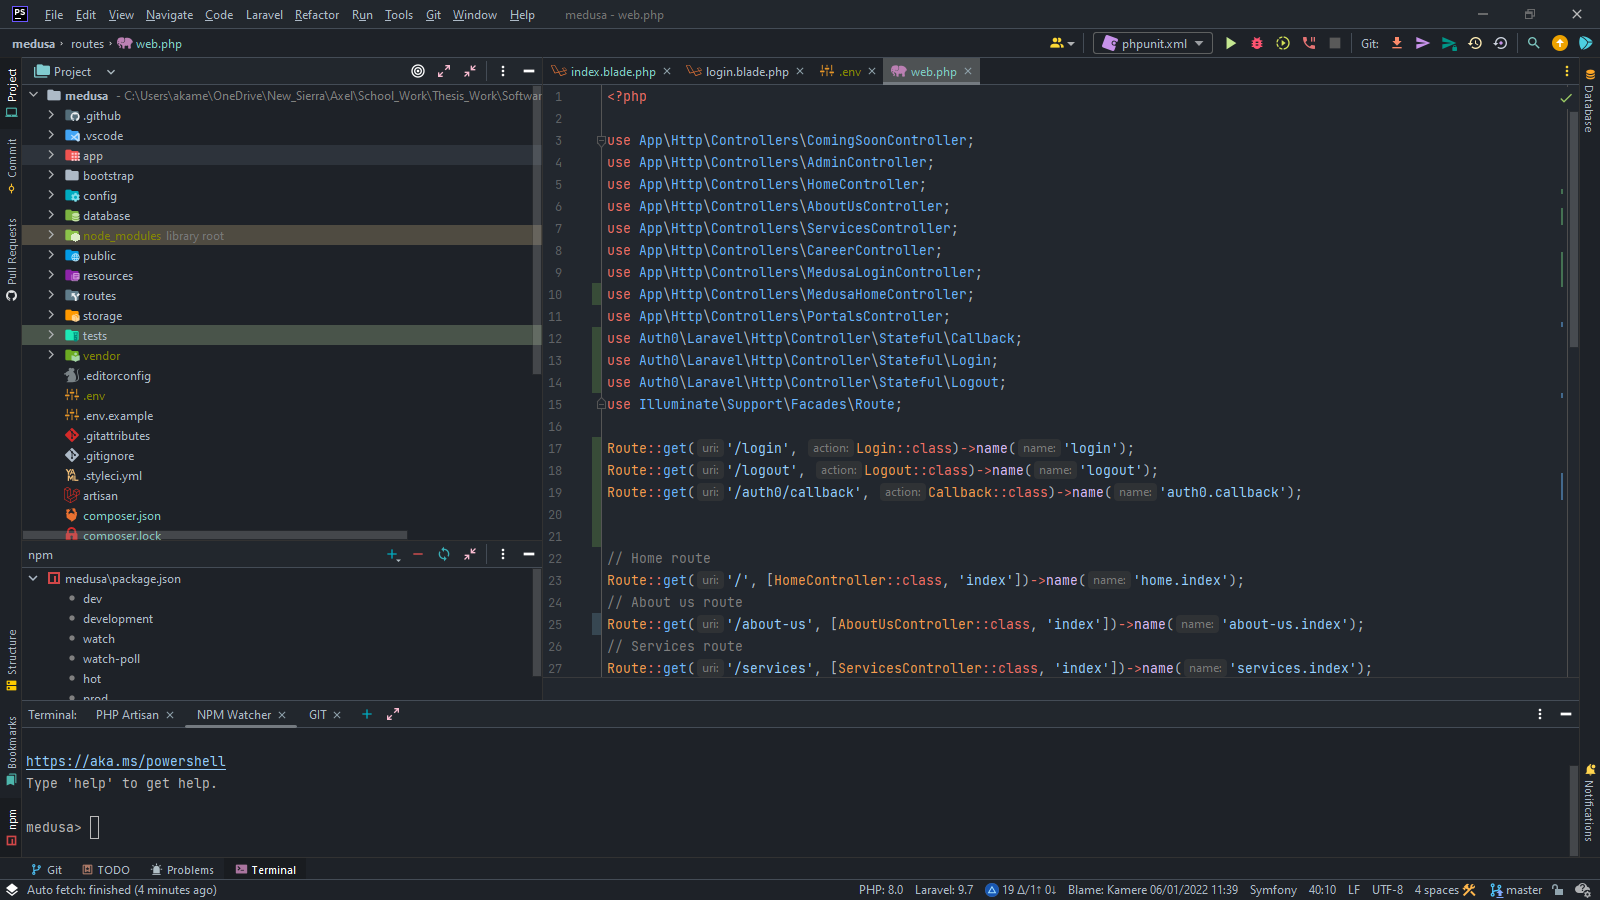 PS File Edit View Navigate Code Laravel Refactor Run Tools Git Window Help medusa - web.php
medusa routes web.php
phpunit.xml Git:
Project
index.blade.php login.blade.php .env web.php
Project
Commit
Pull Requests
Structure
Bookmarks
npm
medusa - C:\Users\akame\OneDrive\New_Sierra\Axel\School_Work\Thesis_Work\Softwar
.github
.vscode
app
bootstrap
config
database
node_modules library root
public
resources
routes
storage
tests
vendor
.editorconfig
.env
.env.example
.gitattributes
.gitignore
.styleci.yml
artisan
composer.json
composer.lock
npm
medusa\package.json
dev
development
watch
watch-poll
hot
prod
1 <?php
2
3 use App\Http\Controllers\ComingSoonController;
4 use App\Http\Controllers\AdminController;
5 use App\Http\Controllers\HomeController;
6 use App\Http\Controllers\AboutUsController;
7 use App\Http\Controllers\ServicesController;
8 use App\Http\Controllers\CareerController;
9 use App\Http\Controllers\MedusaLoginController;
10 use App\Http\Controllers\MedusaHomeController;
11 use App\Http\Controllers\PortalsController;
12 use Auth0\Laravel\Http\Controller\Stateful\Callback;
13 use Auth0\Laravel\Http\Controller\Stateful\Login;
14 use Auth0\Laravel\Http\Controller\Stateful\Logout;
15 use Illuminate\Support\Facades\Route;
16
17 Route::get( uri: '/login', action: Login::class)->name( name: 'login');
18 Route::get( uri: '/logout', action: Logout::class)->name( name: 'logout');
19 Route::get( uri: '/auth0/callback', action: Callback::class)->name( name: 'auth0.callback');
20
21
22 // Home route
23 Route::get( uri: '/', [HomeController::class, 'index'])->name( name: 'home.index');
24 // About us route
25 Route::get( uri: '/about-us', [AboutUsController::class, 'index'])->name( name: 'about-us.index');
26 // Services route
27 Route::get( uri: '/services', [ServicesController::class, 'index'])->name( name: 'services.index');
Database
Notifications
Terminal: PHP Artisan NPM Watcher GIT
https://aka.ms/powershell
Type 'help' to get help.
medusa>
Git TODO Problems Terminal
Auto fetch: finished (4 minutes ago) PHP: 8.0 Laravel: 9.7 19 Δ/1↑ 0↓ Blame: Kamere 06/01/2022 11:39 Symfony 40:10 LF UTF-8 4 spaces master